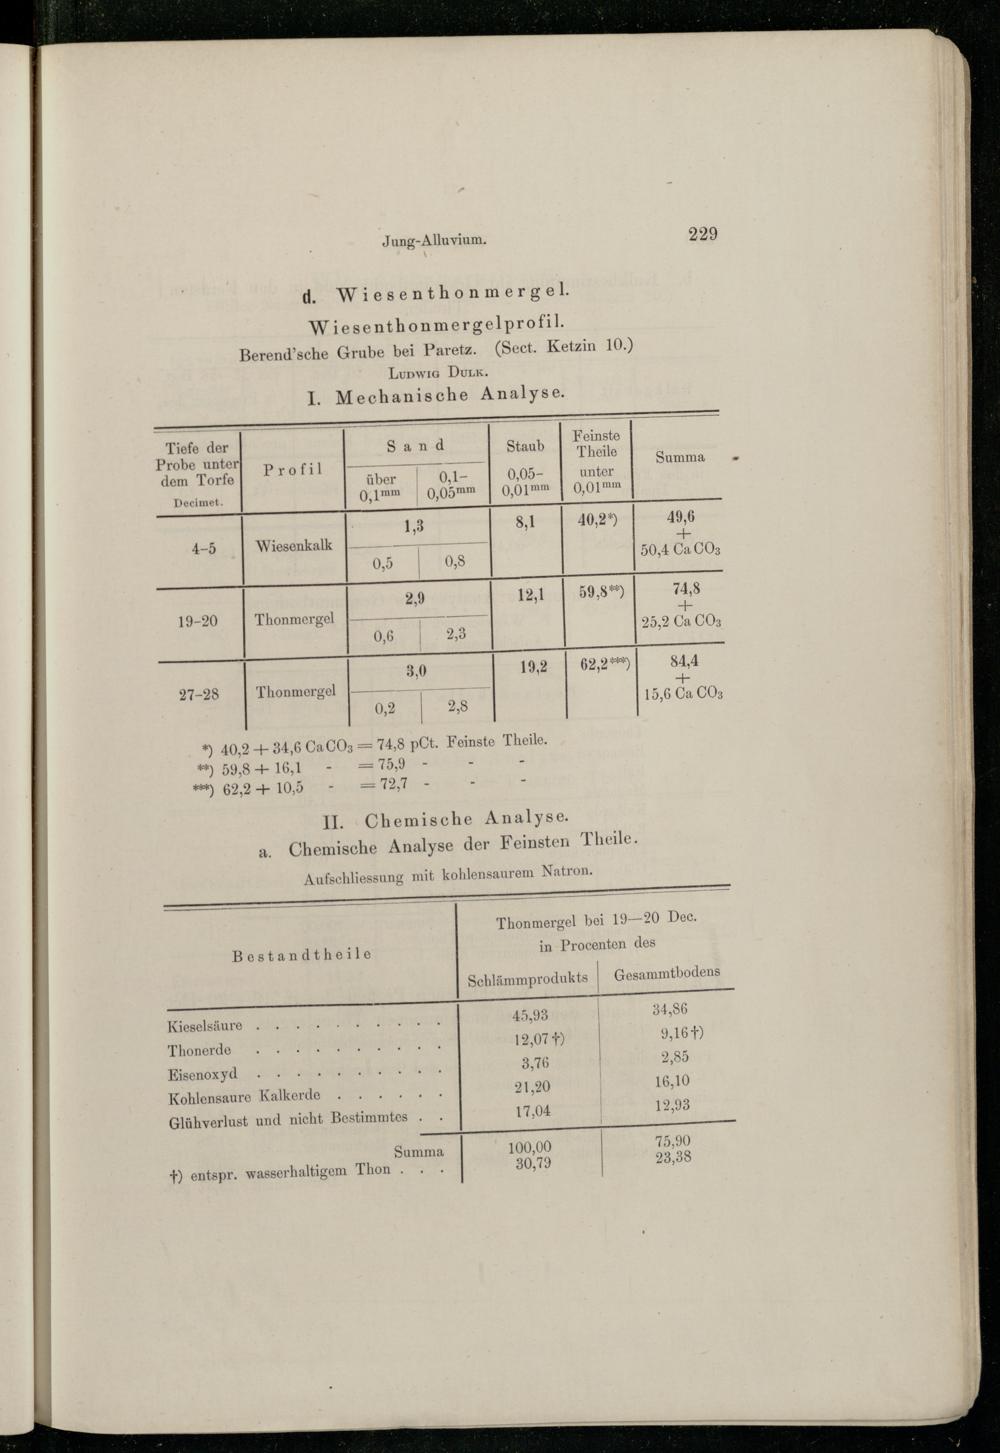 Jung-Alluvium. 229
d. Wiesenthonmergel.
Wiesenthonmergelprofil.
Berend'sche Grube bei Paretz. (Sect. Ketzin 10.)
Ludwig Dulk.
I. Mechanische Analyse.
Tiefe der Probe unter dem Torfe Decimet. | Profil | Sand über 0,1mm | Sand 0,1–0,05mm | Staub 0,05–0,01mm | Feinste Theile unter 0,01mm | Summa
4–5 Wiesenkalk 1,3 8,1 40,2*) 49,6 + 50,4 CaCO3
0,5 0,8
19–20 Thonmergel 2,9 12,1 59,8**) 74,8 + 25,2 CaCO3
0,6 2,3
27–28 Thonmergel 3,0 19,2 62,2***) 84,4 + 15,6 CaCO3
0,2 2,8
*) 40,2 + 34,6 CaCO3 = 74,8 pCt. Feinste Theile.
**) 59,8 + 16,1 - = 75,9 - - -
***) 62,2 + 10,5 - = 72,7 - - -
II. Chemische Analyse.
a. Chemische Analyse der Feinsten Theile.
Aufschliessung mit kohlensaurem Natron.
Bestandtheile
Thonmergel bei 19—20 Dec.
in Procenten des
Schlämmprodukts Gesammtbodens
Kieselsäure . . . . . . . . . . 45,93 34,86
Thonerde . . . . . . . . . . 12,07†) 9,16†)
Eisenoxyd . . . . . . . . . . 3,76 2,85
Kohlensaure Kalkerde . . . . . . 21,20 16,10
Glühverlust und nicht Bestimmtes . . 17,04 12,93
Summa 100,00 75,90
†) entspr. wasserhaltigem Thon . . . 30,79 23,38